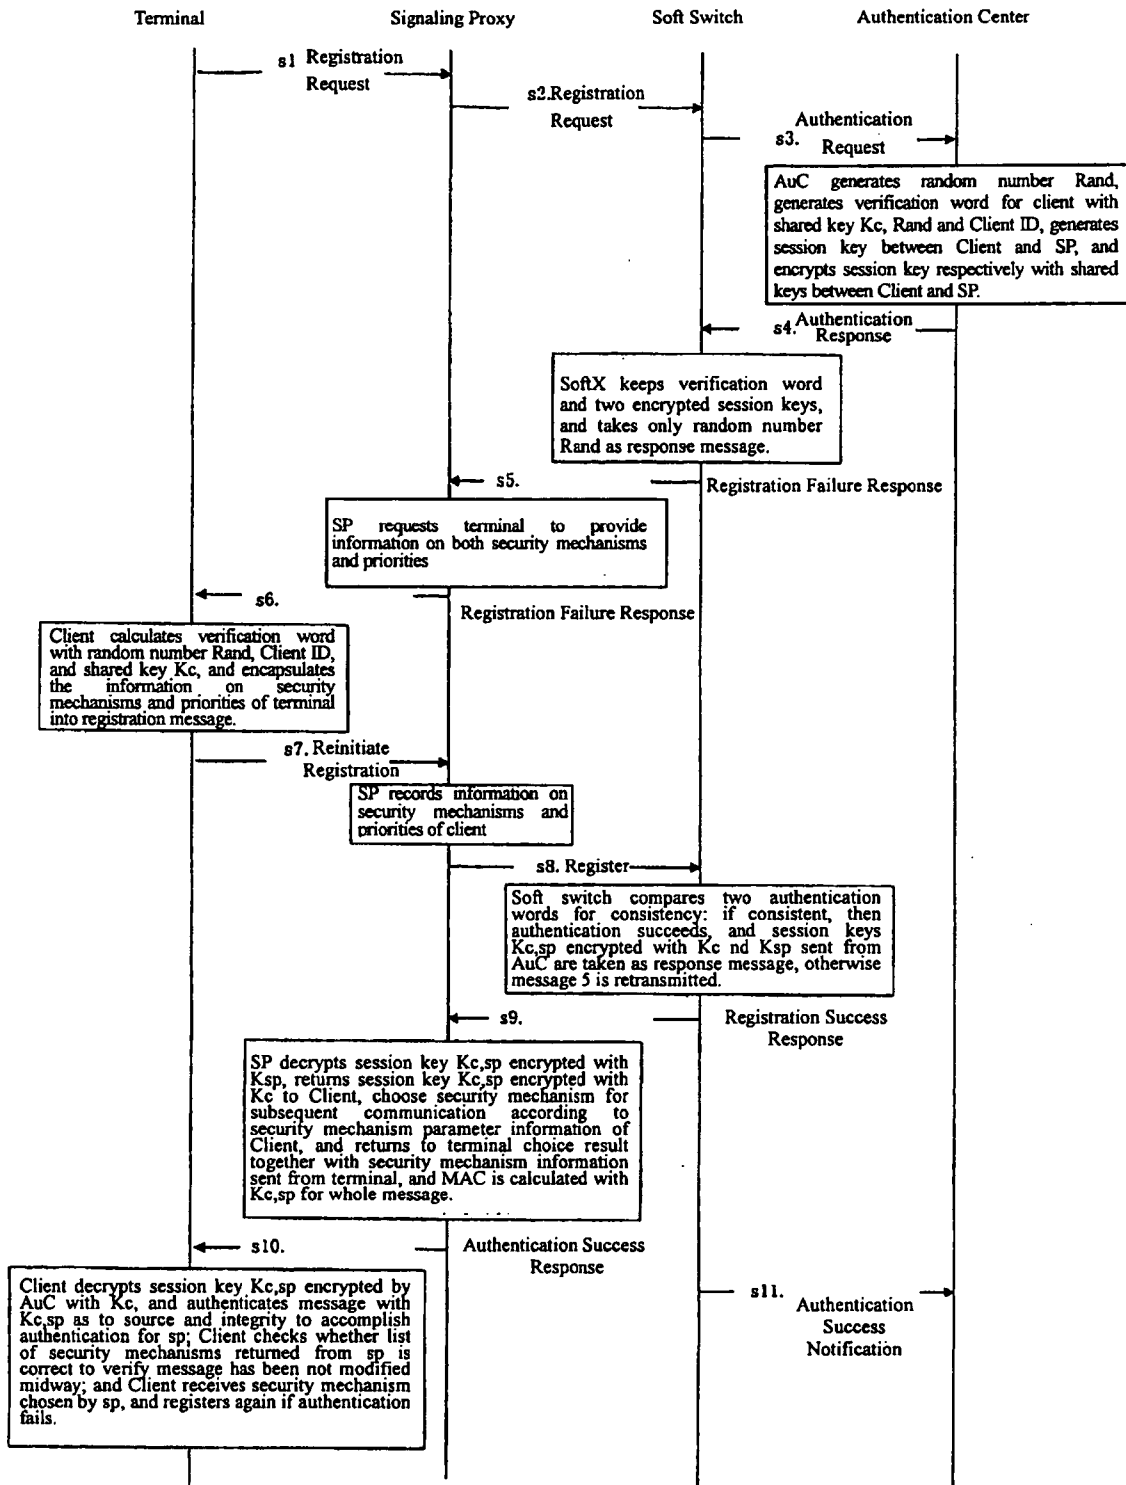 Terminal
Signaling Proxy
Soft Switch
Authentication Center
s1 Registration
Request
s2.Registration
Request
s3. Authentication
Request
AuC generates random number Rand,
generates verification word for client with
shared key Kc, Rand and Client ID, generates
session key between Client and SP, and
encrypts session key respectively with shared
keys between Client and SP.
s4. Authentication
Response
SoftX keeps verification word
and two encrypted session keys,
and takes only random number
Rand as response message.
s5.
Registration Failure Response
SP requests terminal to provide
information on both security mechanisms
and priorities
s6.
Registration Failure Response
Client calculates verification word
with random number Rand, Client ID,
and shared key Kc, and encapsulates
the information on security
mechanisms and priorities of terminal
into registration message.
s7. Reinitiate
Registration
SP records information on
security mechanisms and
priorities of client
s8. Register
Soft switch compares two authentication
words for consistency: if consistent, then
authentication succeeds, and session keys
Kc,sp encrypted with Kc nd Ksp sent from
AuC are taken as response message, otherwise
message 5 is retransmitted.
s9.
Registration Success
Response
SP decrypts session key Kc,sp encrypted with
Ksp, returns session key Kc,sp encrypted with
Kc to Client, choose security mechanism for
subsequent communication according to
security mechanism parameter information of
Client, and returns to terminal choice result
together with security mechanism information
sent from terminal, and MAC is calculated with
Kc,sp for whole message.
s10.
Authentication Success
Response
s11.
Authentication
Success
Notification
Client decrypts session key Kc,sp encrypted by
AuC with Kc, and authenticates message with
Kc,sp as to source and integrity to accomplish
authentication for sp; Client checks whether list
of security mechanisms returned from sp is
correct to verify message has been not modified
midway; and Client receives security mechanism
chosen by sp, and registers again if authentication
fails.